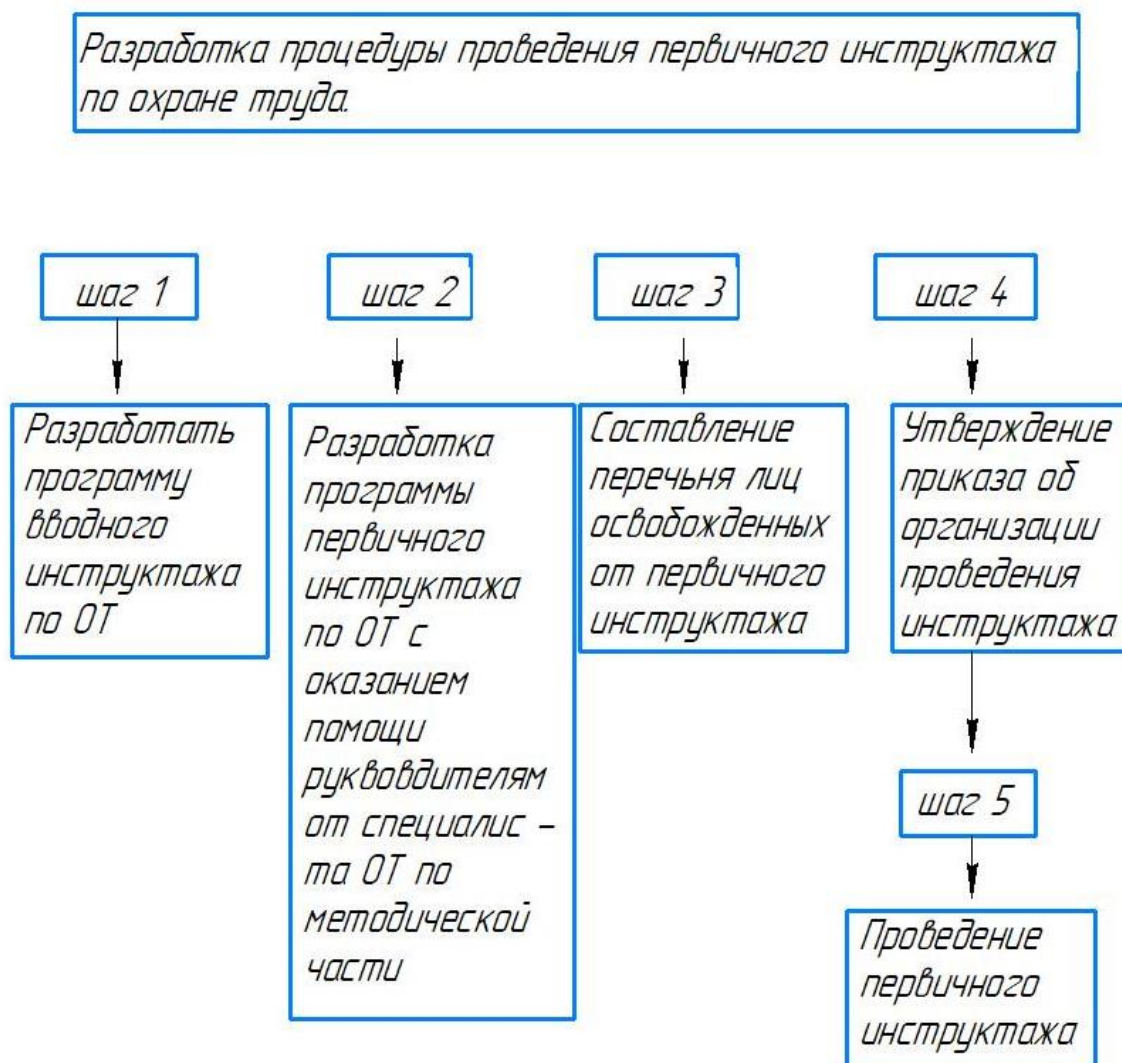 Разработка процедуры проведения первичного инструктажа
по охране труда.
шаг 1
Разработать
программу
вводного
инструктажа
по ОТ
шаг 2
Разработка
программы
первичного
инструктажа
по ОТ с
оказанием
помощи
руквовдителям
от специалис -
та ОТ по
методической
части
шаг 3
Составление
перечьня лиц
освобожденных
от первичного
инструктажа
шаг 4
Утверждение
приказа об
организации
проведения
инструктажа
шаг 5
Проведение
первичного
инструктажа